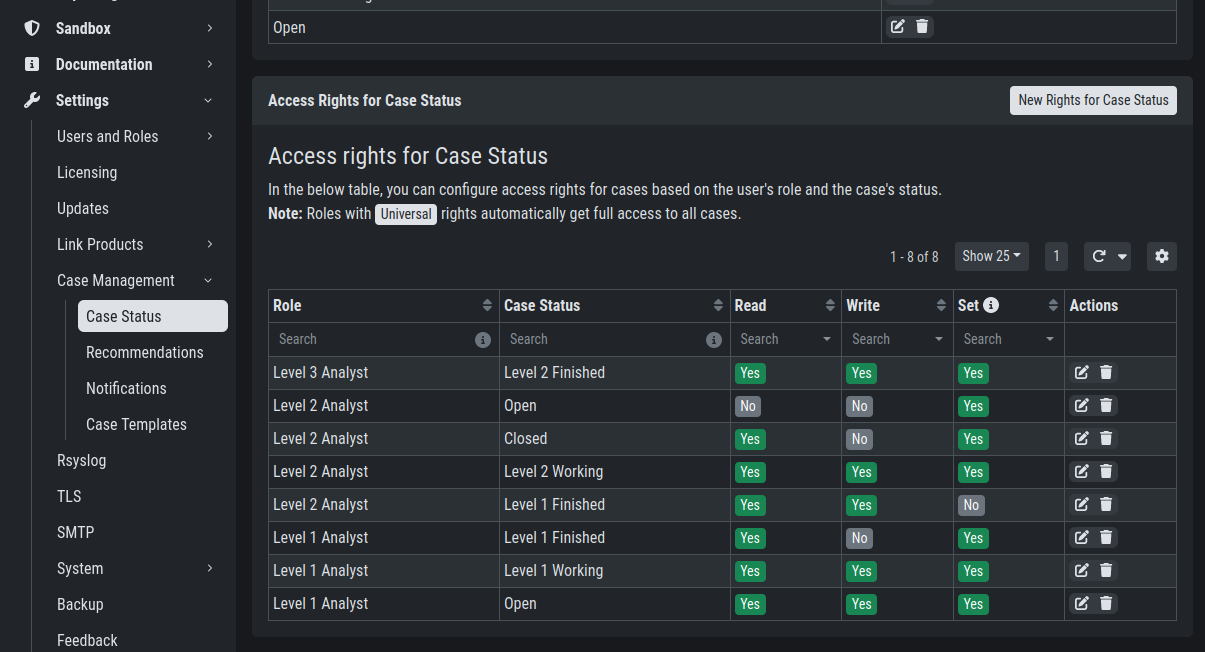 Sandbox
Documentation
Settings
Users and Roles
Licensing
Updates
Link Products
Case Management
Case Status
Recommendations
Notifications
Case Templates
Rsyslog
TLS
SMTP
System
Backup
Feedback
Open
Access Rights for Case Status New Rights for Case Status
Access rights for Case Status
In the below table, you can configure access rights for cases based on the user's role and the case's status.
Note: Roles with Universal rights automatically get full access to all cases.
1 - 8 of 8 Show 25 1
Role Case Status Read Write Set Actions
Search Search Search Search Search
Level 3 Analyst Level 2 Finished Yes Yes Yes
Level 2 Analyst Open No No Yes
Level 2 Analyst Closed Yes No Yes
Level 2 Analyst Level 2 Working Yes Yes Yes
Level 2 Analyst Level 1 Finished Yes Yes No
Level 1 Analyst Level 1 Finished Yes No Yes
Level 1 Analyst Level 1 Working Yes Yes Yes
Level 1 Analyst Open Yes Yes Yes